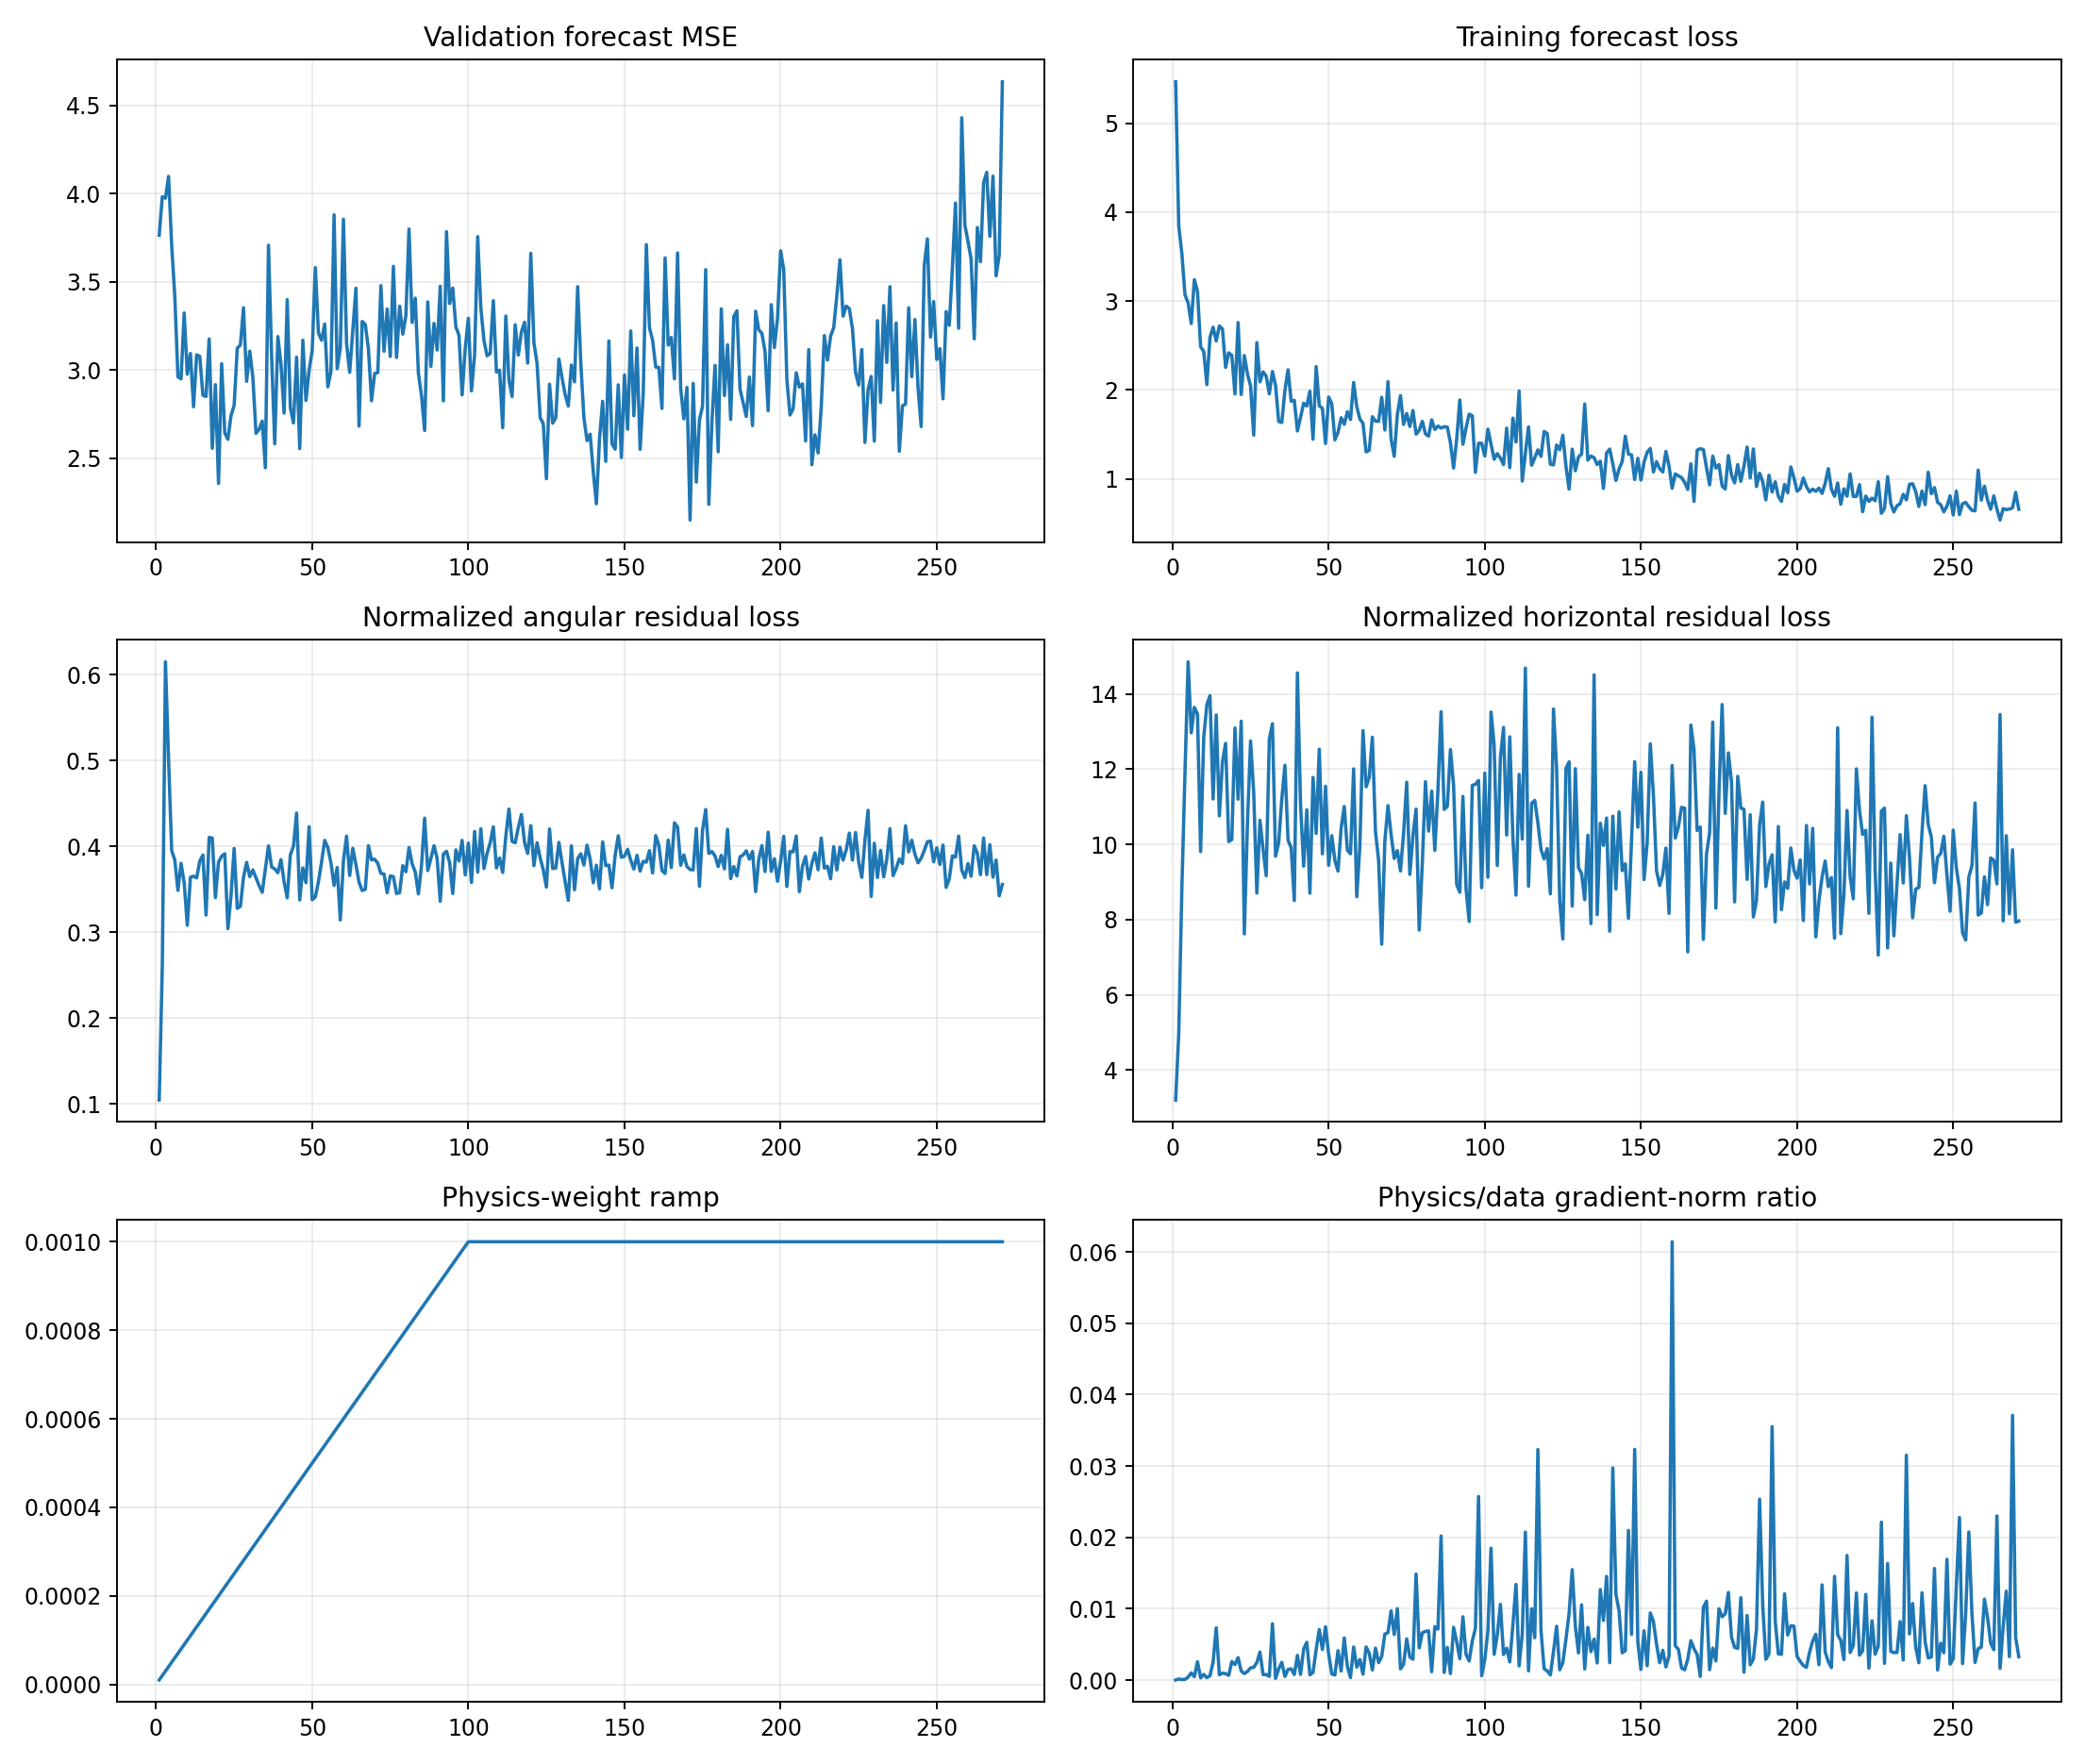 Validation forecast MSE
4.5
4.0
3.5
3.0
2.5
0 50 100 150 200 250
Training forecast loss
5
4
3
2
1
0 50 100 150 200 250
Normalized angular residual loss
0.6
0.5
0.4
0.3
0.2
0.1
0 50 100 150 200 250
Normalized horizontal residual loss
14
12
10
8
6
4
0 50 100 150 200 250
Physics-weight ramp
0.0010
0.0008
0.0006
0.0004
0.0002
0.0000
0 50 100 150 200 250
Physics/data gradient-norm ratio
0.06
0.05
0.04
0.03
0.02
0.01
0.00
0 50 100 150 200 250